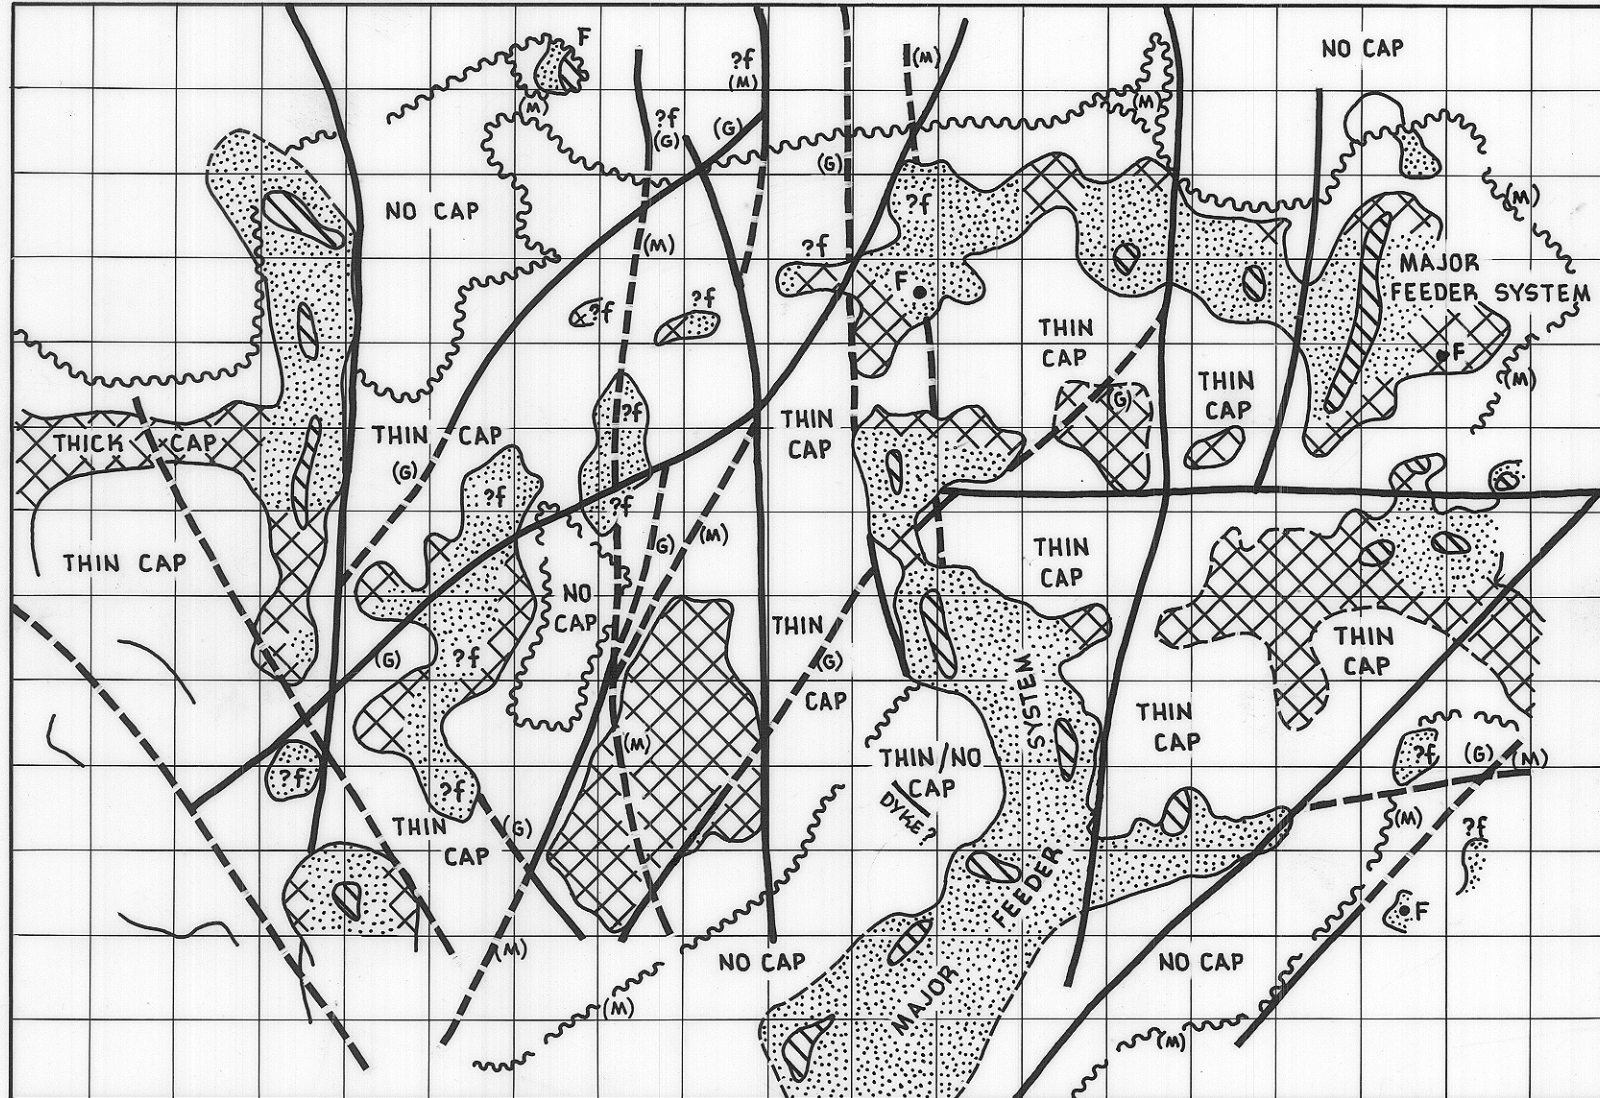 F
NO CAP
?f
(M)
(M)
(M)
(M)
?f
(G)
(G)
(G)
(M)
NO CAP
?f
(M)
?f
MAJOR
FEEDER SYSTEM
F
?f
?f
THIN
CAP
F
(M)
THIN
CAP
(G)
?f
THICK CAP
THIN CAP
THIN
CAP
(G)
?f
?f
(M)
(G)
THIN CAP
THIN
CAP
NO
CAP
THIN
(G)
CAP
THIN
CAP
(G)
?f
SYSTEM
THIN
CAP
(M)
THIN/NO
CAP
DYKE?
?f
(G)
(M)
?f
?f
THIN
CAP
(G)
(M)
?f
FEEDER
F
(M)
NO CAP
NO CAP
MAJOR
(M)
(M)